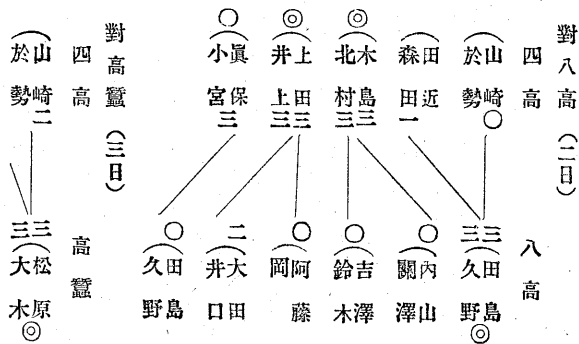 對八高（二日）
四高　八高
（山崎
於勢）〇
三三（田島
久野）◎
（田近
森田）一
◎（木島
北村）三三
〇（內山
關澤）
〇（吉澤
鈴木）
◎（上田
井上）三三
〇（阿藤
岡）
二（大田
井口）
〇（眞保
小宮）三
〇（田島
久野）
對高蠶（三日）
四高　高蠶
（山崎
於勢）二
三三（松原
大木）◎